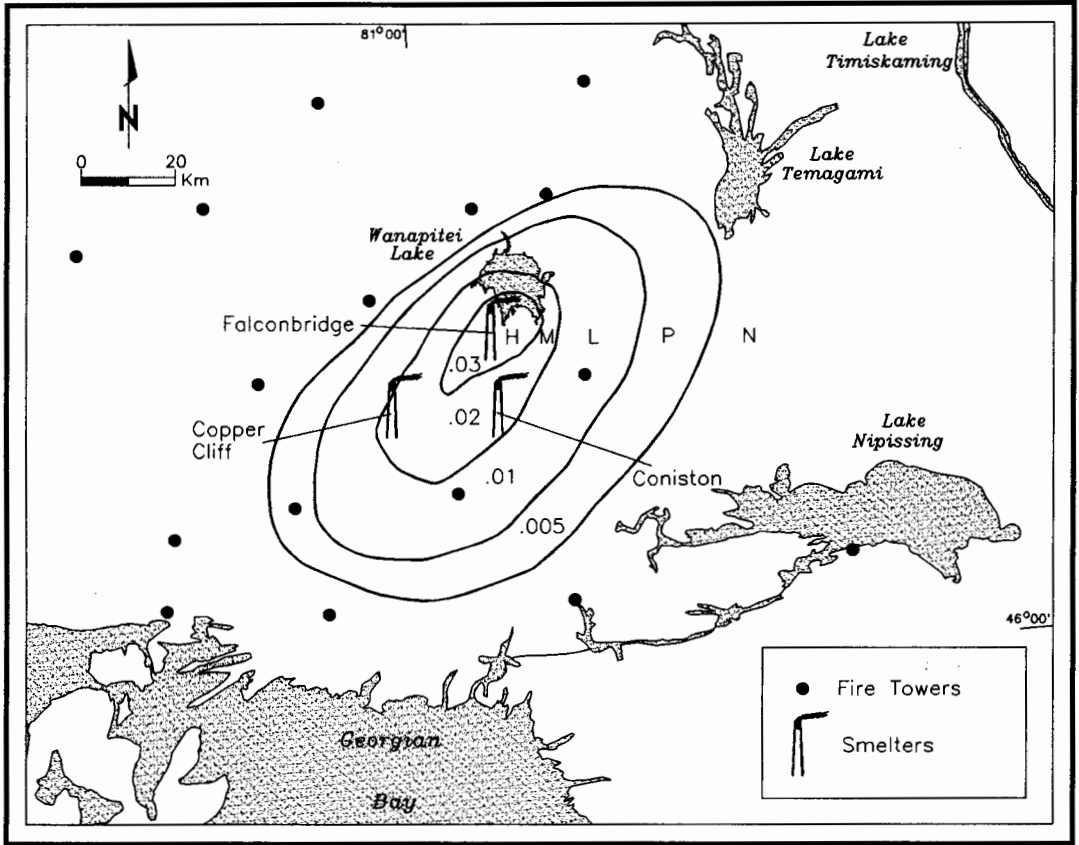 81°00'
Lake
Timiskaming
N
0 20
Km
Lake
Temagami
Wanapitei
Lake
Falconbridge
H M L P N
.03
.02
Copper
Cliff
.01
Coniston
Lake
Nipissing
.005
46°00'
Georgian
Bay
Fire Towers
Smelters